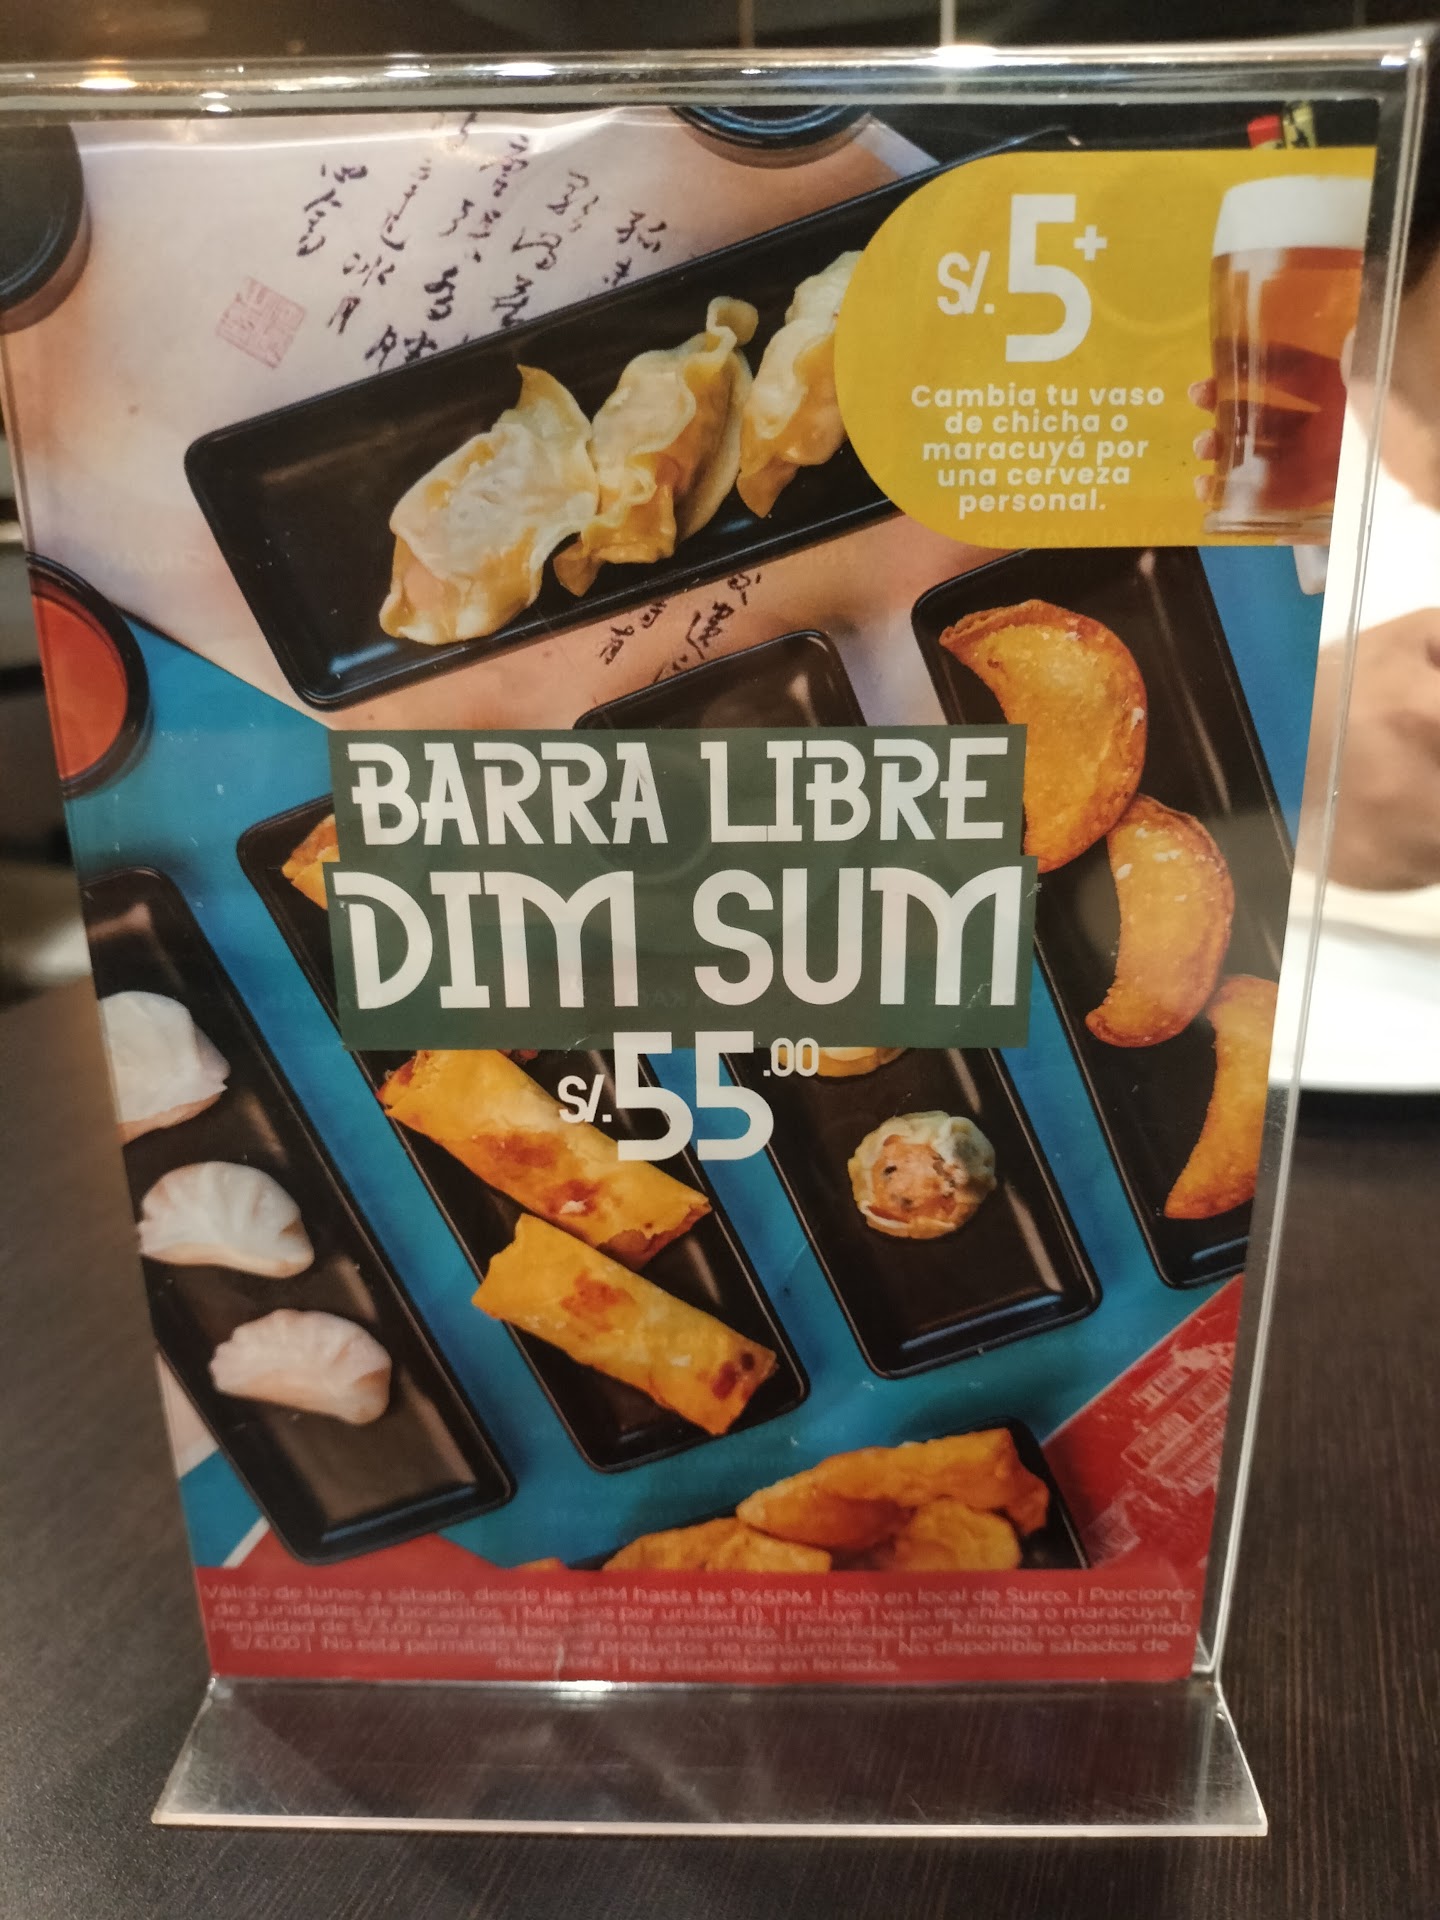 S/. 5+
Cambia tu vaso
de chicha o
maracuyá por
una cerveza
personal.
BARRA LIBRE
DIM SUM
S/. 55.00
Valido de lunes a sábado, desde las 6PM hasta las 9:45PM | Solo en local de Surco. | Porciones
de 3 unidades de bocaditos. | Minpaos por unidad (1). | Incluye 1 vaso de chicha o maracuyá. |
Penalidad de S/3.00 por cada bocadito no consumido. | Penalidad por Minpao no consumido
S/6.00 | No esta permitido llevarse productos no consumidos | No disponible sábados de
diciembre. | No disponible en feriados.